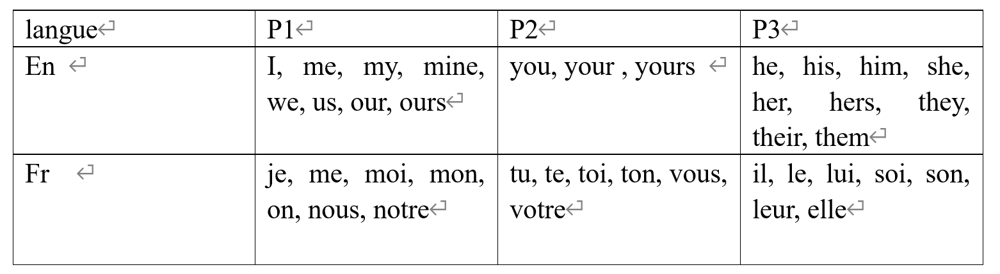 langue P1 P2 P3
En I, me, my, mine, you, your , yours he, his, him, she,
we, us, our, ours her, hers, they,
their, them
Fr je, me, moi, mon, tu, te, toi, ton, vous, il, le, lui, soi, son,
on, nous, notre votre leur, elle